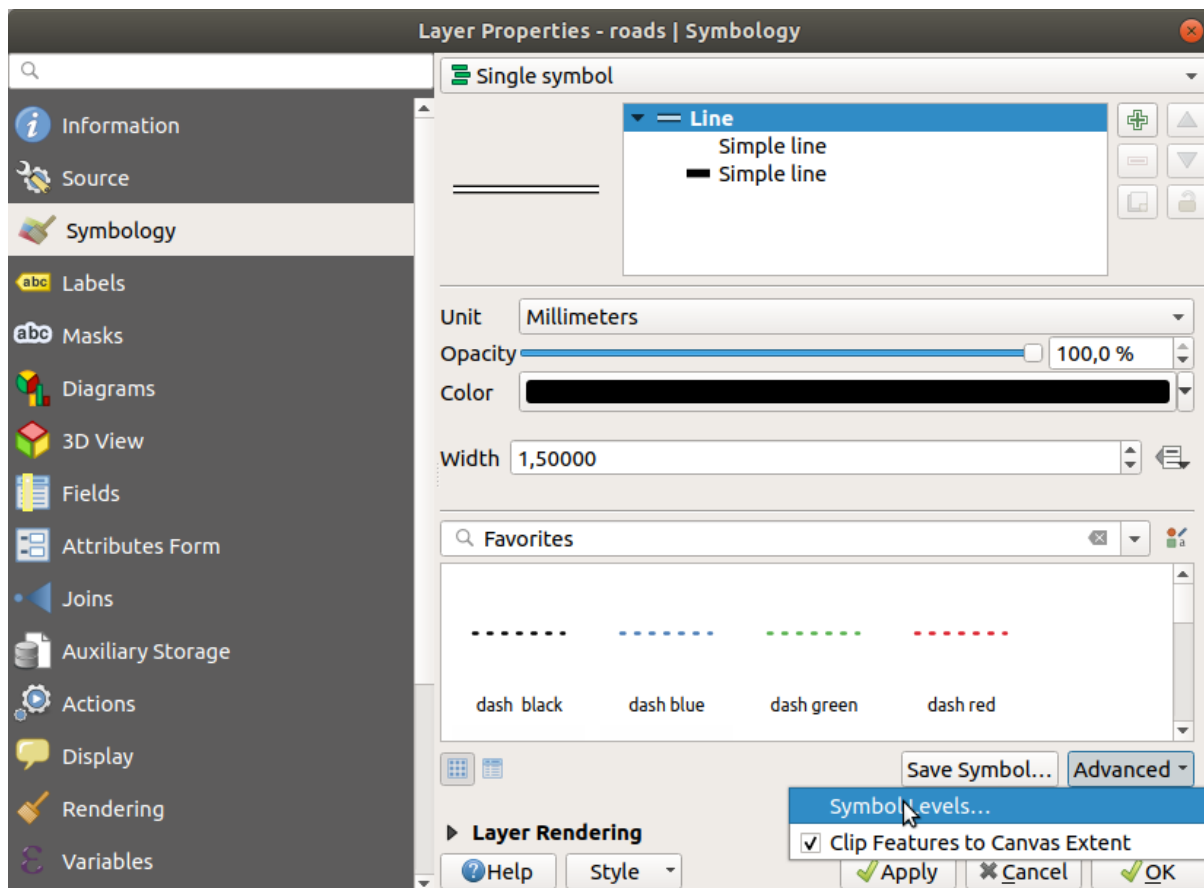 Layer Properties - roads | Symbology
Single symbol
Information
Source
Symbology
Labels
Masks
Diagrams
3D View
Fields
Attributes Form
Joins
Auxiliary Storage
Actions
Display
Rendering
Variables
Line
Simple line
Simple line
Unit Millimeters
Opacity 100,0 %
Color
Width 1,50000
Favorites
dash black dash blue dash green dash red
Save Symbol... Advanced
Symbol Levels...
Clip Features to Canvas Extent
Layer Rendering
Help Style Apply Cancel OK